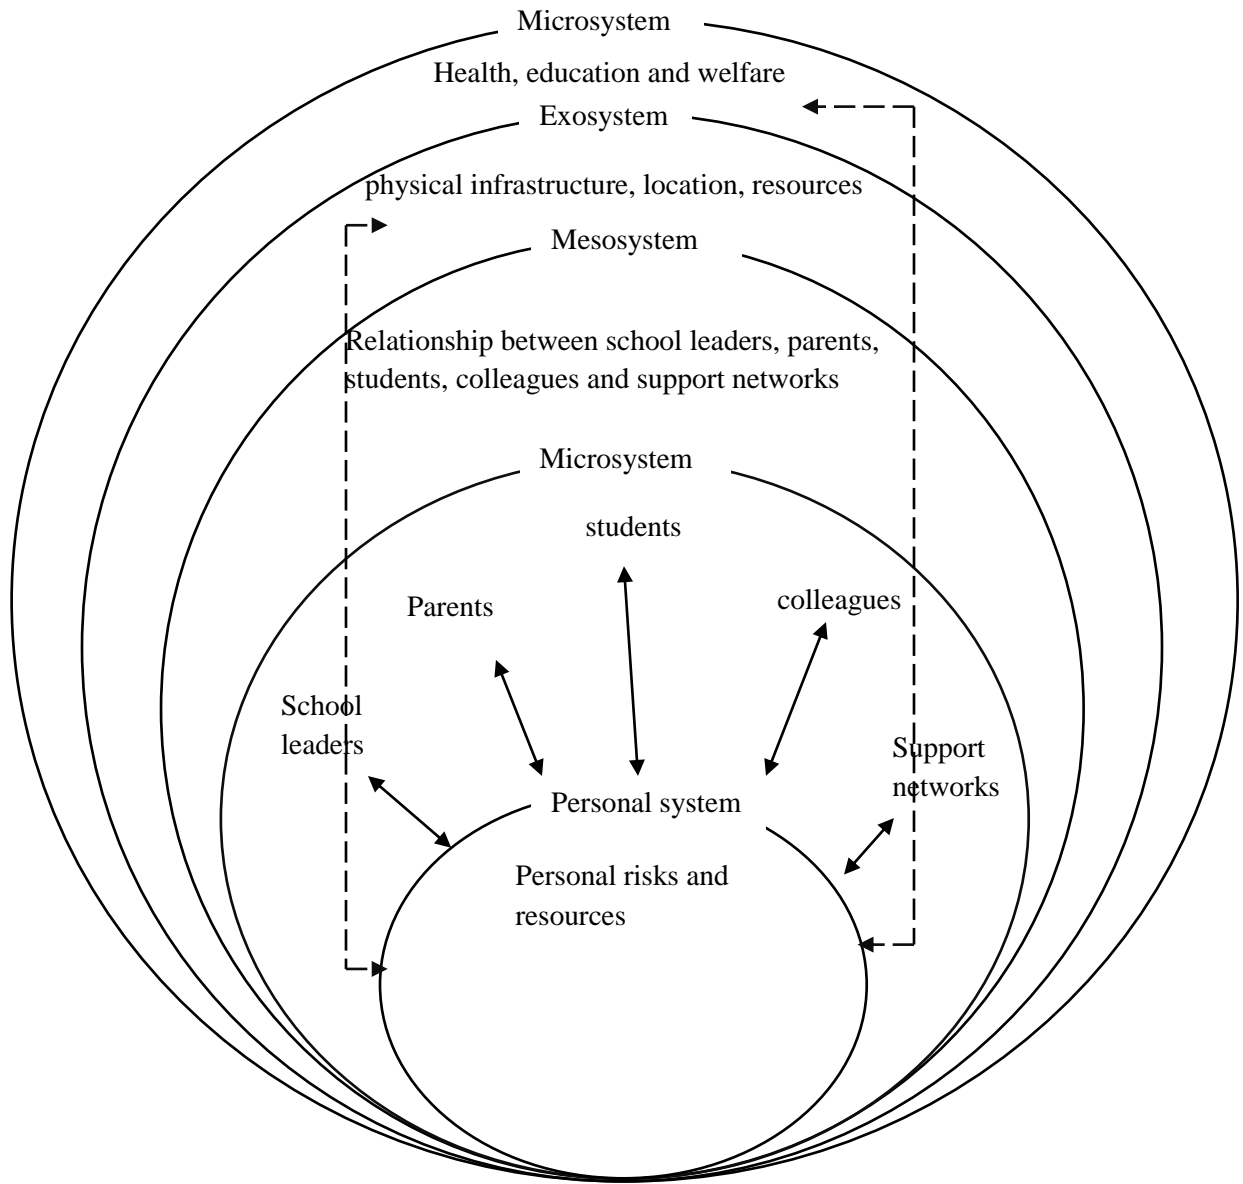 Microsystem
Health, education and welfare
Exosystem
physical infrastructure, location, resources
Mesosystem
Relationship between school leaders, parents,
students, colleagues and support networks
Microsystem
students
Parents
colleagues
School
leaders
Support
networks
Personal system
Personal risks and
resources